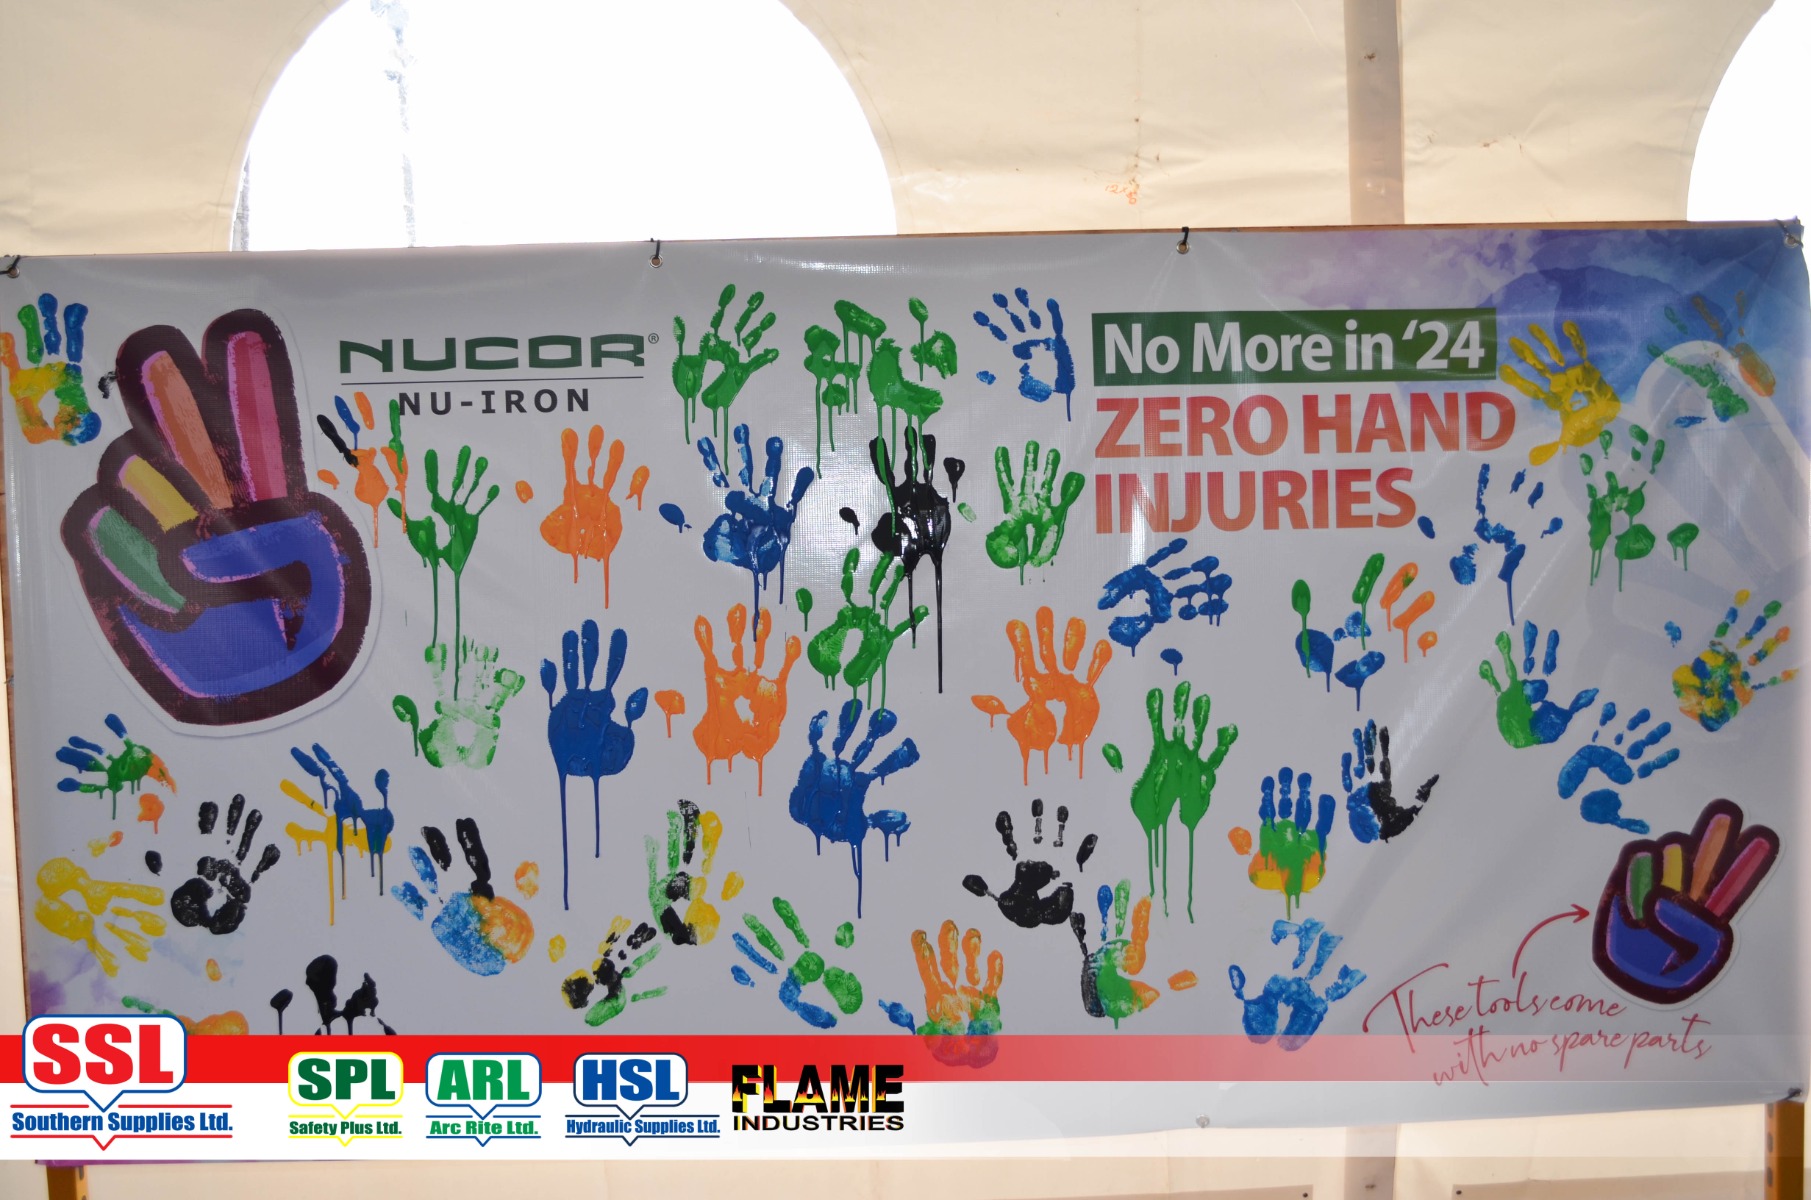 NUCOR®
NU-IRON
No More in ‘24
ZERO HAND
INJURIES
These tools come
with no spare parts
SSL
Southern Supplies Ltd.
SPL
Safety Plus Ltd.
ARL
Arc Rite Ltd.
HSL
Hydraulic Supplies Ltd.
FLAME
INDUSTRIES